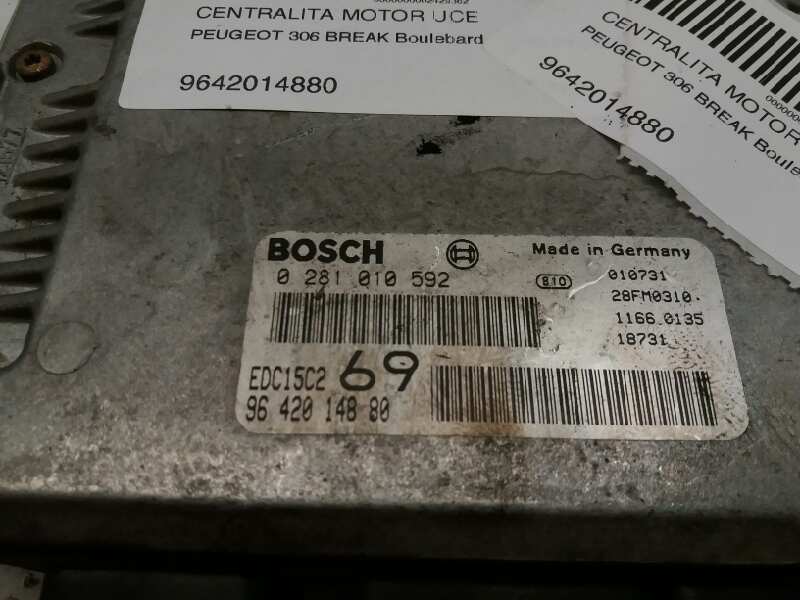 CENTRALITA MOTOR UCE
PEUGEOT 306 BREAK Boulebard
9642014880
CENTRALITA MOTOR
PEUGEOT 306 BREAK Boule
9642014880
BOSCH
Made in Germany
0 281 010 592
810
010731
28FM0310
1166 0135
18731
EDC15C2 69
96 420 148 80